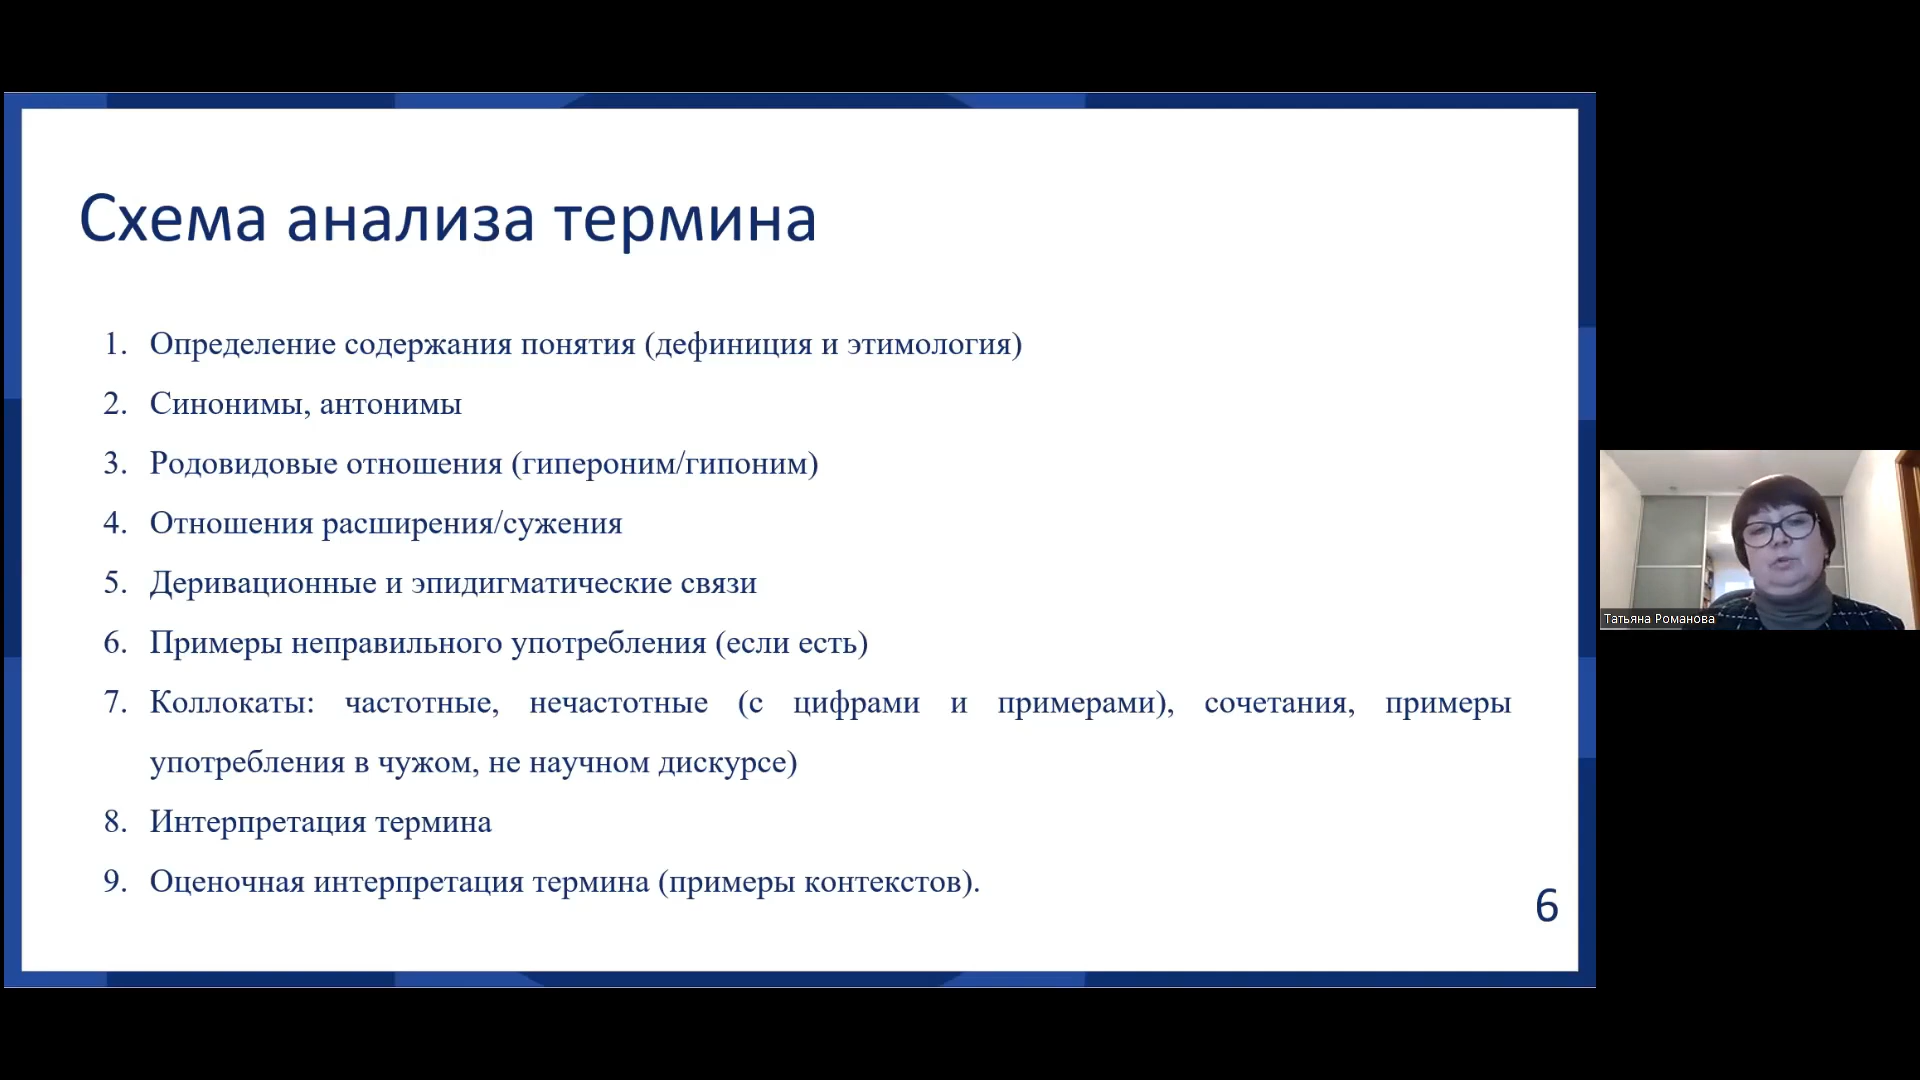 Схема анализа термина
1. Определение содержания понятия (дефиниция и этимология)
2. Синонимы, антонимы
3. Родовидовые отношения (гипероним/гипоним)
4. Отношения расширения/сужения
5. Деривационные и эпидигматические связи
6. Примеры неправильного употребления (если есть)
7. Коллокаты: частотные, нечастотные (с цифрами и примерами), сочетания, примеры
употребления в чужом, не научном дискурсе)
8. Интерпретация термина
9. Оценочная интерпретация термина (примеры контекстов).
6
Татьяна Романова